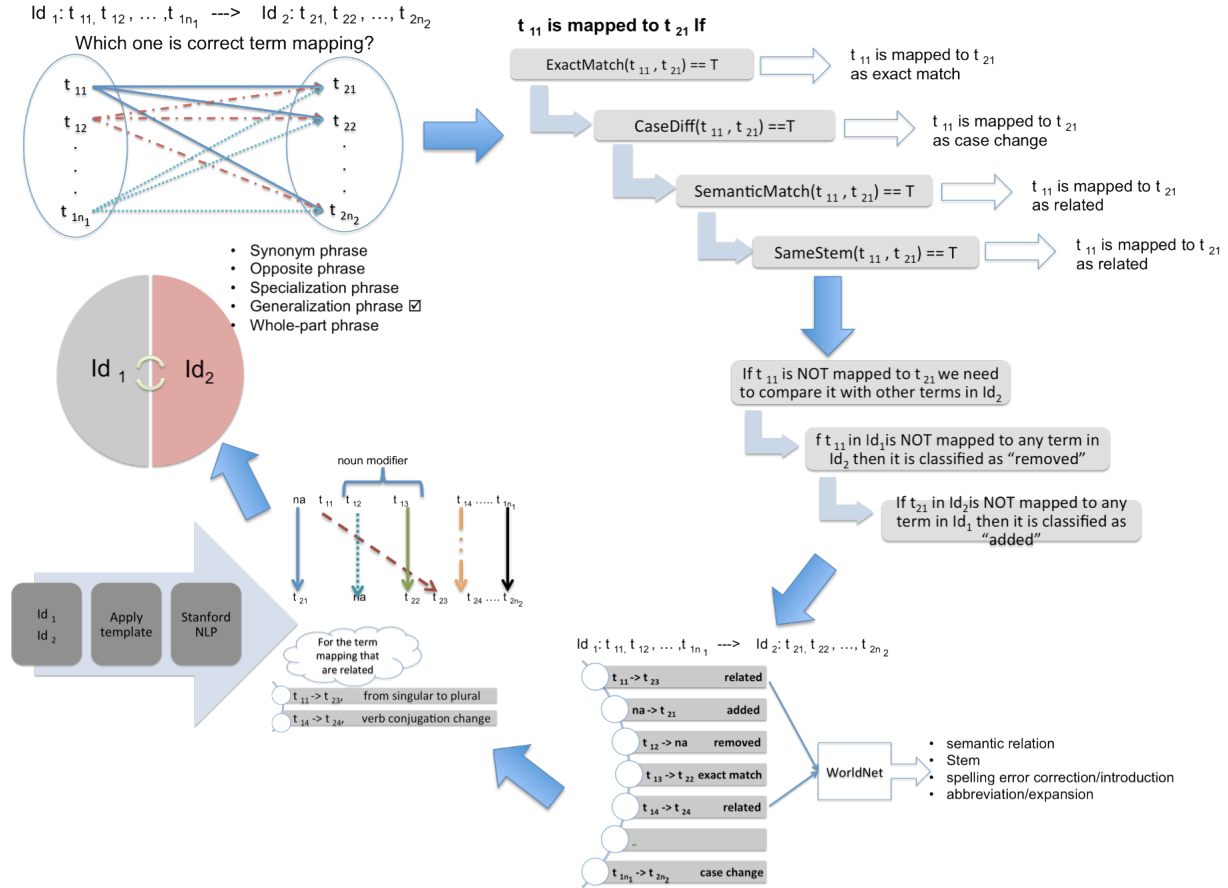 Id 1: t 11, t 12, … ,t 1n1 ---> Id 2: t 21, t 22, …, t 2n2
Which one is correct term mapping?
t 11
t 12
.
.
.
t 1n1
t 21
t 22
.
.
.
t 2n2
t 11 is mapped to t 21 If
ExactMatch(t 11 , t 21) == T
t 11 is mapped to t 21
as exact match
CaseDiff(t 11 , t 21) ==T
t 11 is mapped to t 21
as case change
SemanticMatch(t 11 , t 21) == T
t 11 is mapped to t 21
as related
SameStem(t 11 , t 21) == T
t 11 is mapped to t 21
as related
If t 11 is NOT mapped to t 21 we need
to compare it with other terms in Id2
f t11 in Id1is NOT mapped to any term in
Id2 then it is classified as “removed”
If t21 in Id2is NOT mapped to any
term in Id1 then it is classified as
“added”
Id 1: t 11, t 12, … ,t 1n1 ---> Id 2: t 21, t 22, …, t 2n2
t 11 -> t 23 related
na -> t 21 added
t 12 -> na removed
t 13 -> t 22 exact match
t 14 -> t 24 related
..
t 1n1 -> t 2n2 case change
WorldNet
• semantic relation
• Stem
• spelling error correction/introduction
• abbreviation/expansion
For the term
mapping that
are related
t 11 -> t 23, from singular to plural
t 14 -> t 24, verb conjugation change
noun modifier
na t 11 t 12 t 13 t 14 ..... t 1n1
t 21 na t 22 t 23 t 24 .... t 2n2
Id 1
Id 2
Apply
template
Stanford
NLP
Id 1
Id2
• Synonym phrase
• Opposite phrase
• Specialization phrase
• Generalization phrase ☑
• Whole-part phrase